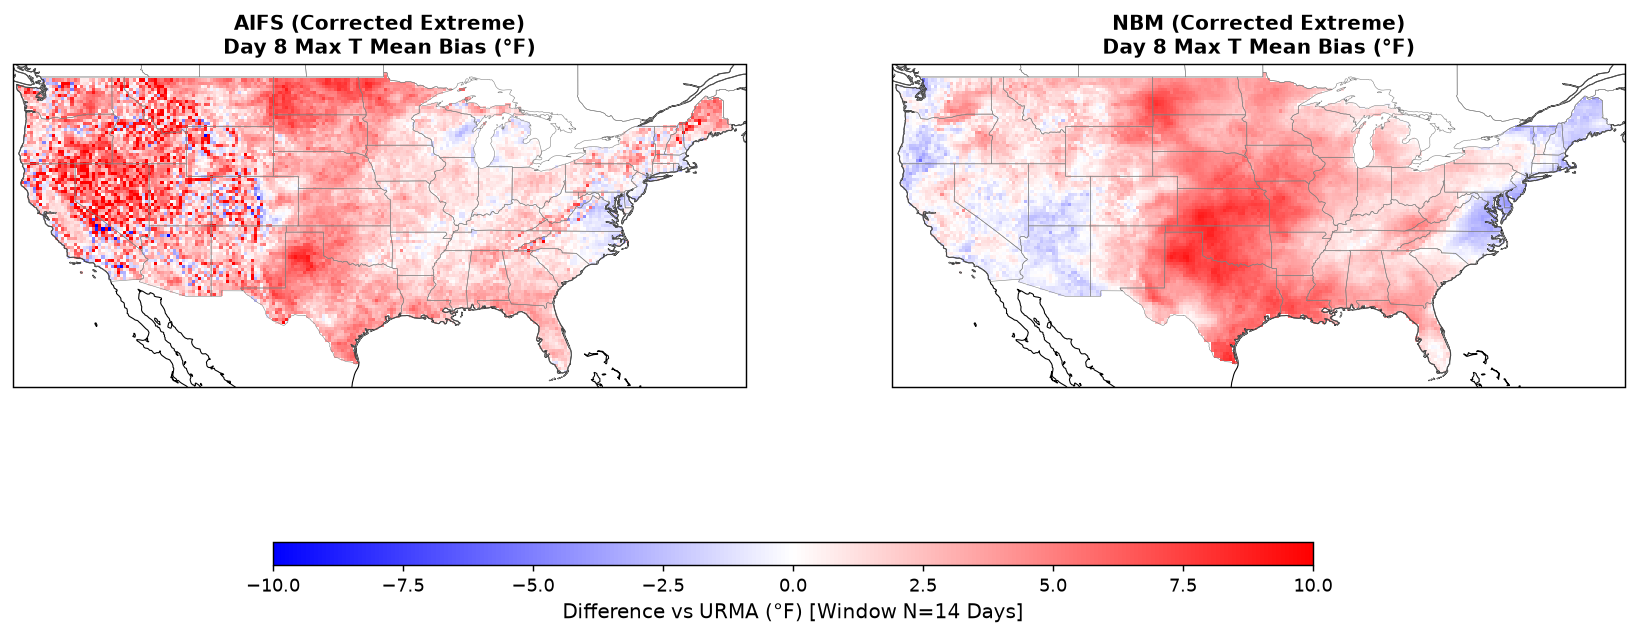 AIFS (Corrected Extreme)
Day 8 Max T Mean Bias (°F)
NBM (Corrected Extreme)
Day 8 Max T Mean Bias (°F)
−10.0 −7.5 −5.0 −2.5 0.0 2.5 5.0 7.5 10.0
Difference vs URMA (°F) [Window N=14 Days]